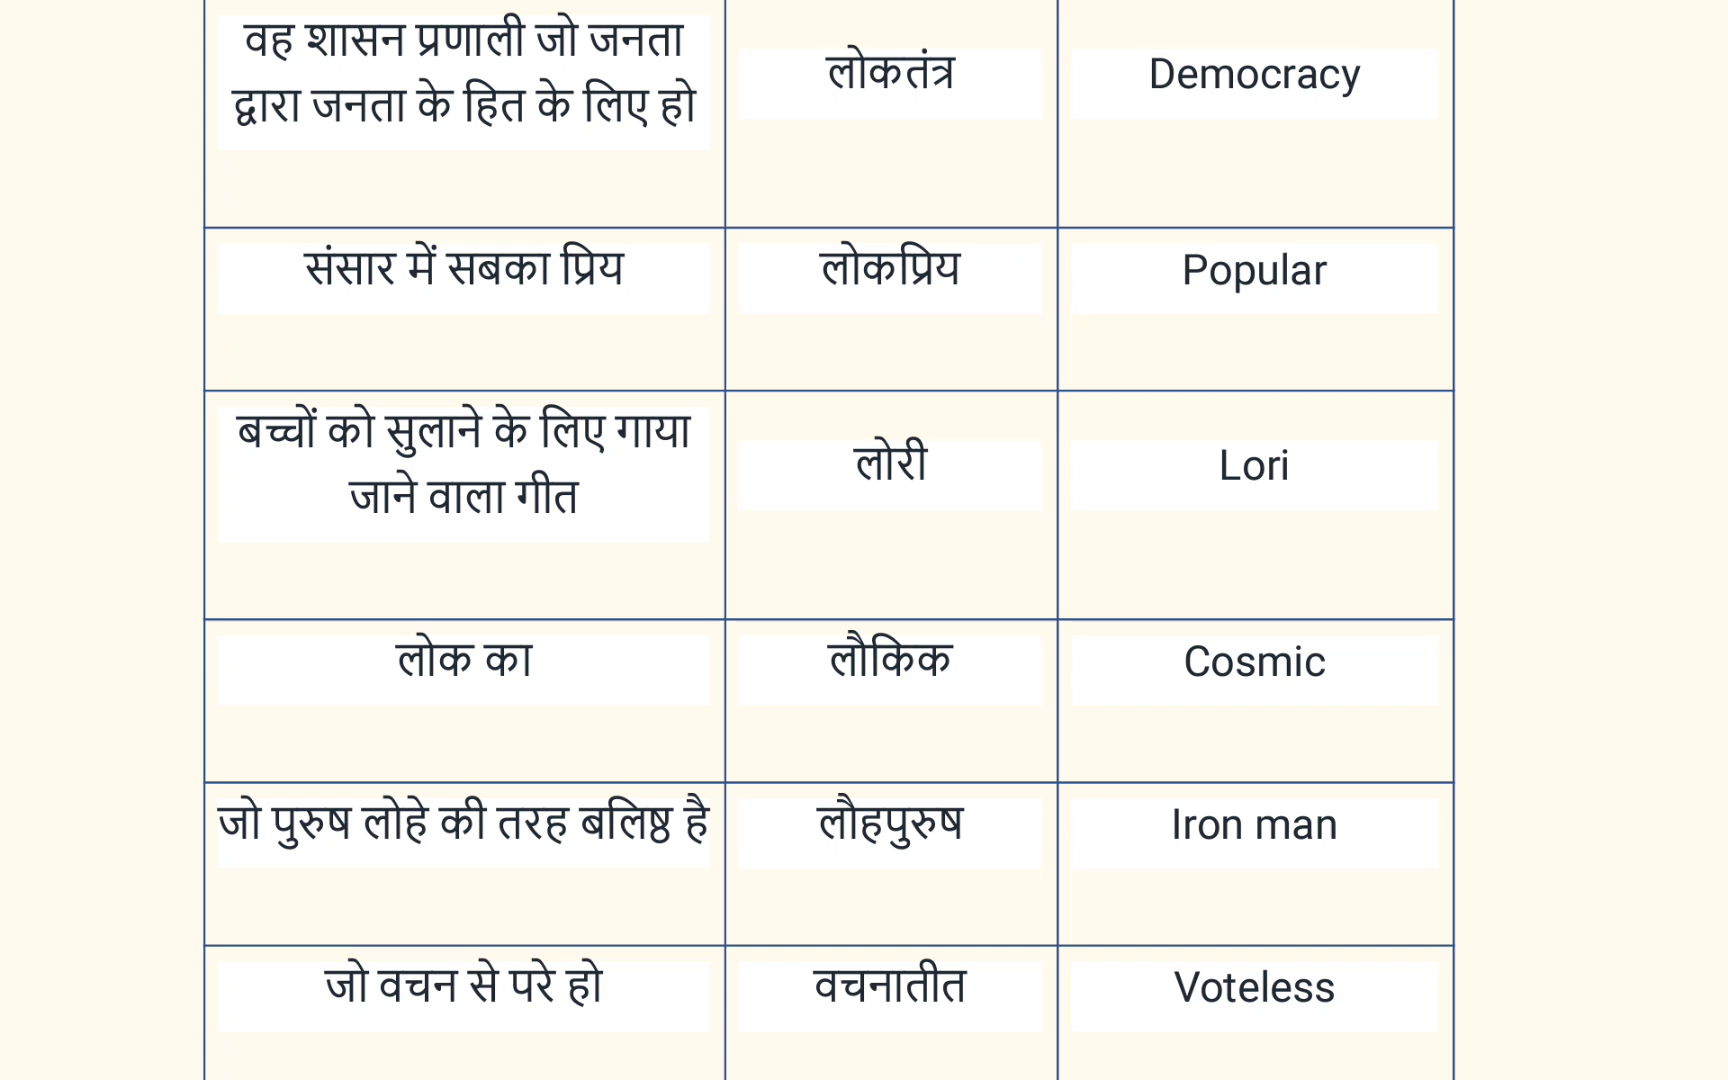 वह शासन प्रणाली जो जनता
द्वारा जनता के हित के लिए हो
लोकतंत्र
Democracy
संसार में सबका प्रिय
लोकप्रिय
Popular
बच्चों को सुलाने के लिए गाया
जाने वाला गीत
लोरी
Lori
लोक का
लौकिक
Cosmic
जो पुरुष लोहे की तरह बलिष्ठ है
लौहपुरुष
Iron man
जो वचन से परे हो
वचनातीत
Voteless